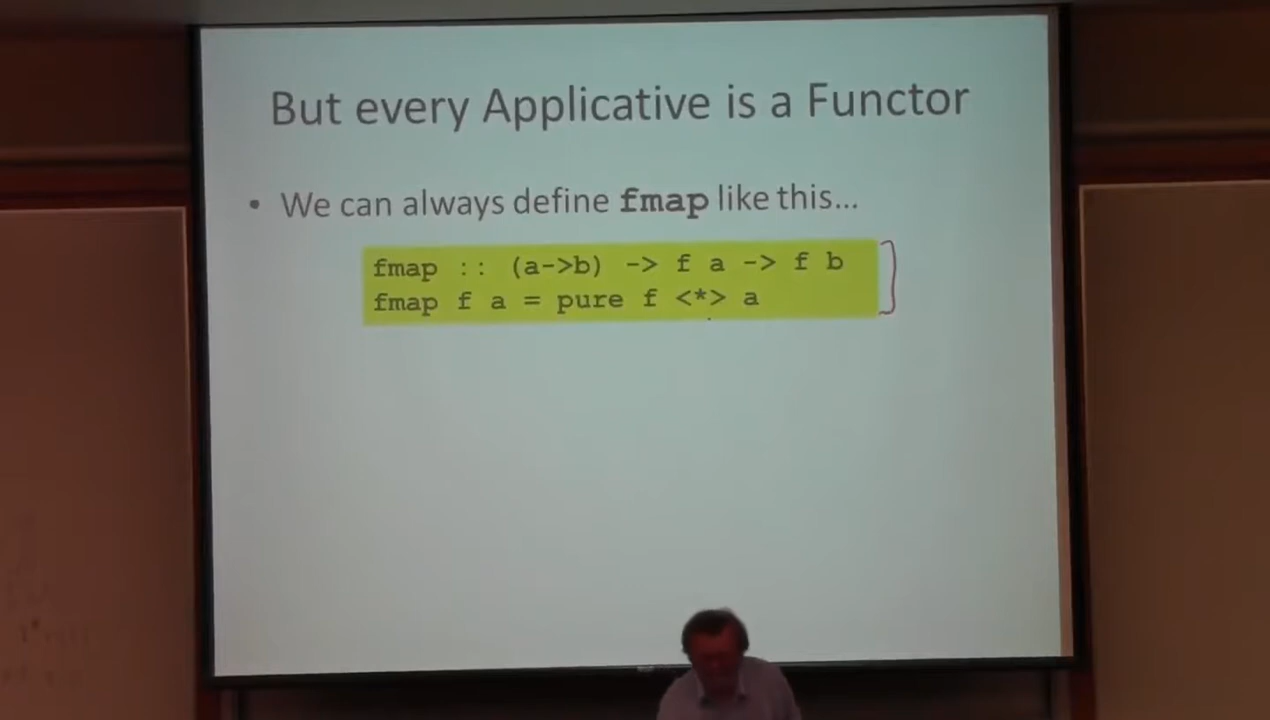 But every Applicative is a Functor
• We can always define fmap like this...
fmap :: (a->b) -> f a -> f b
fmap f a = pure f <*> a